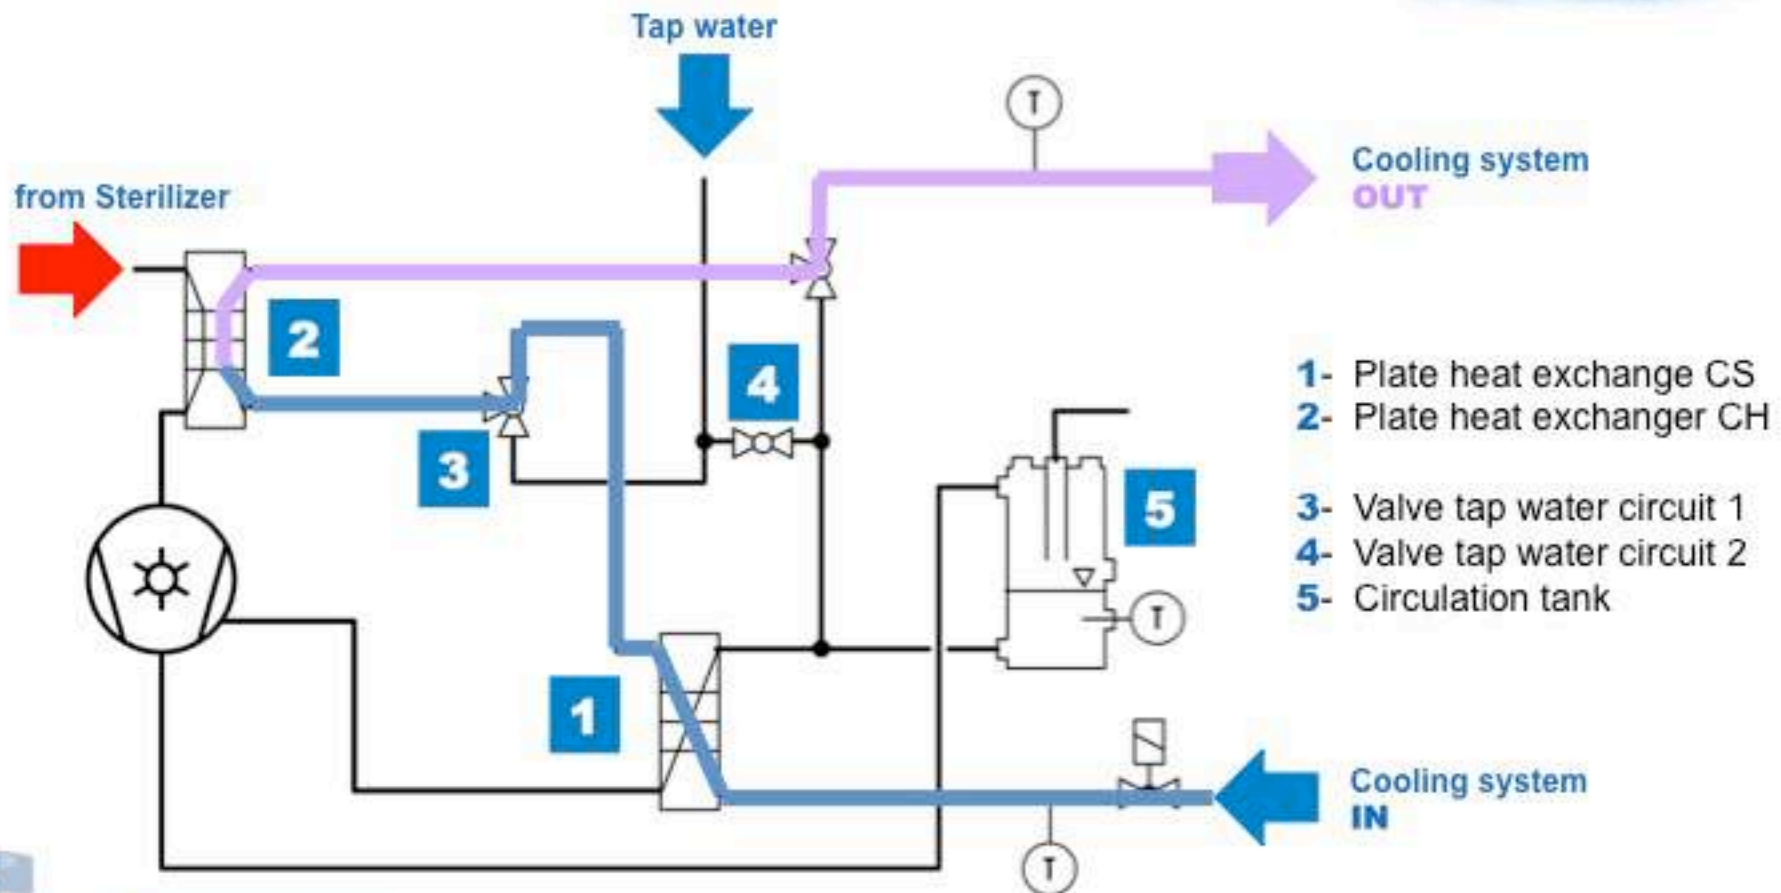 Tap water
T
Cooling system
OUT
from Sterilizer
2
4
3
5
1- Plate heat exchange CS
2- Plate heat exchanger CH
3- Valve tap water circuit 1
4- Valve tap water circuit 2
5- Circulation tank
T
1
Cooling system
IN
T